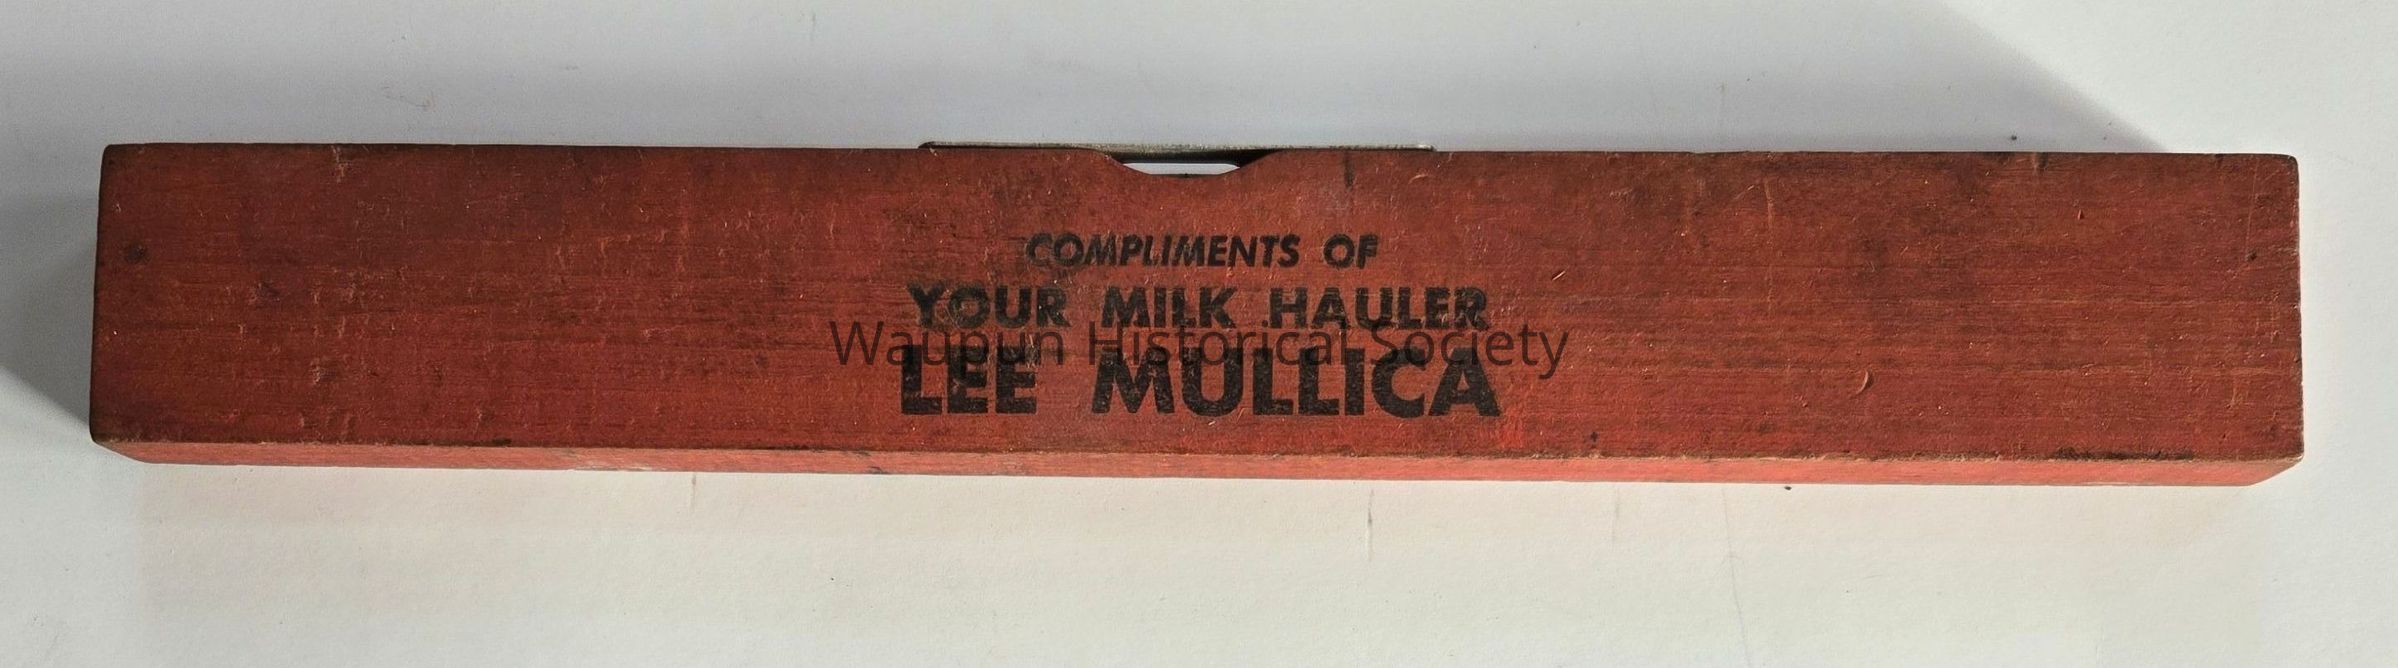 COMPLIMENTS OF
YOUR MILK HAULER
Waupun Historical Society
LEE MULLICA